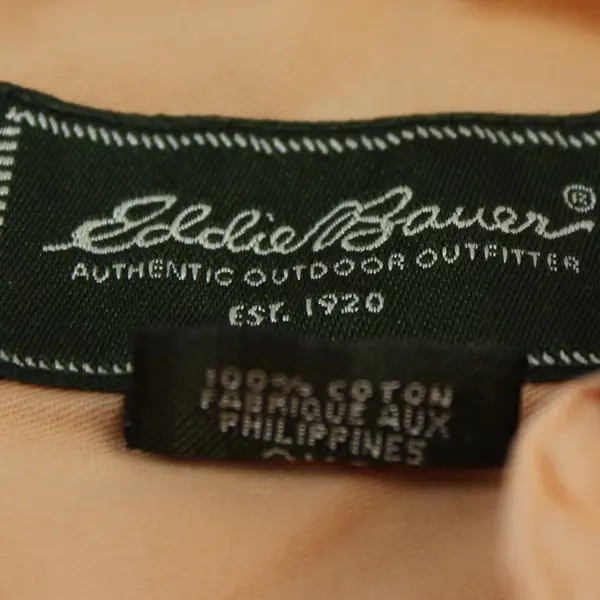 Eddie Bauer®
AUTHENTIC OUTDOOR OUTFITTER
EST. 1920
100% COTON
FABRIQUE AUX
PHILIPPINES